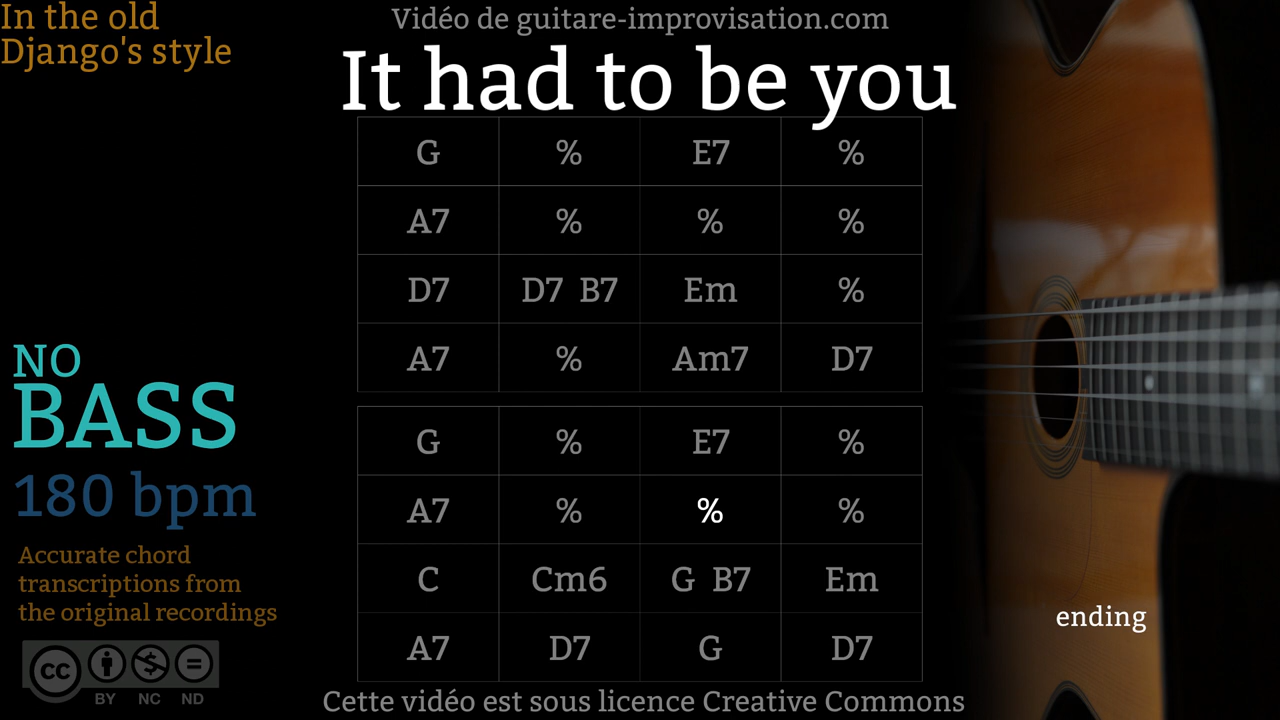 In the old
Django's style
Vidéo de guitare-improvisation.com
It had to be you
G % E7 %
A7 % % %
D7 D7 B7 Em %
A7 % Am7 D7
G % E7 %
A7 % % %
C Cm6 G B7 Em
A7 D7 G D7
NO
BASS
180 bpm
Accurate chord
transcriptions from
the original recordings
cc
BY NC ND
ending
Cette vidéo est sous licence Creative Commons